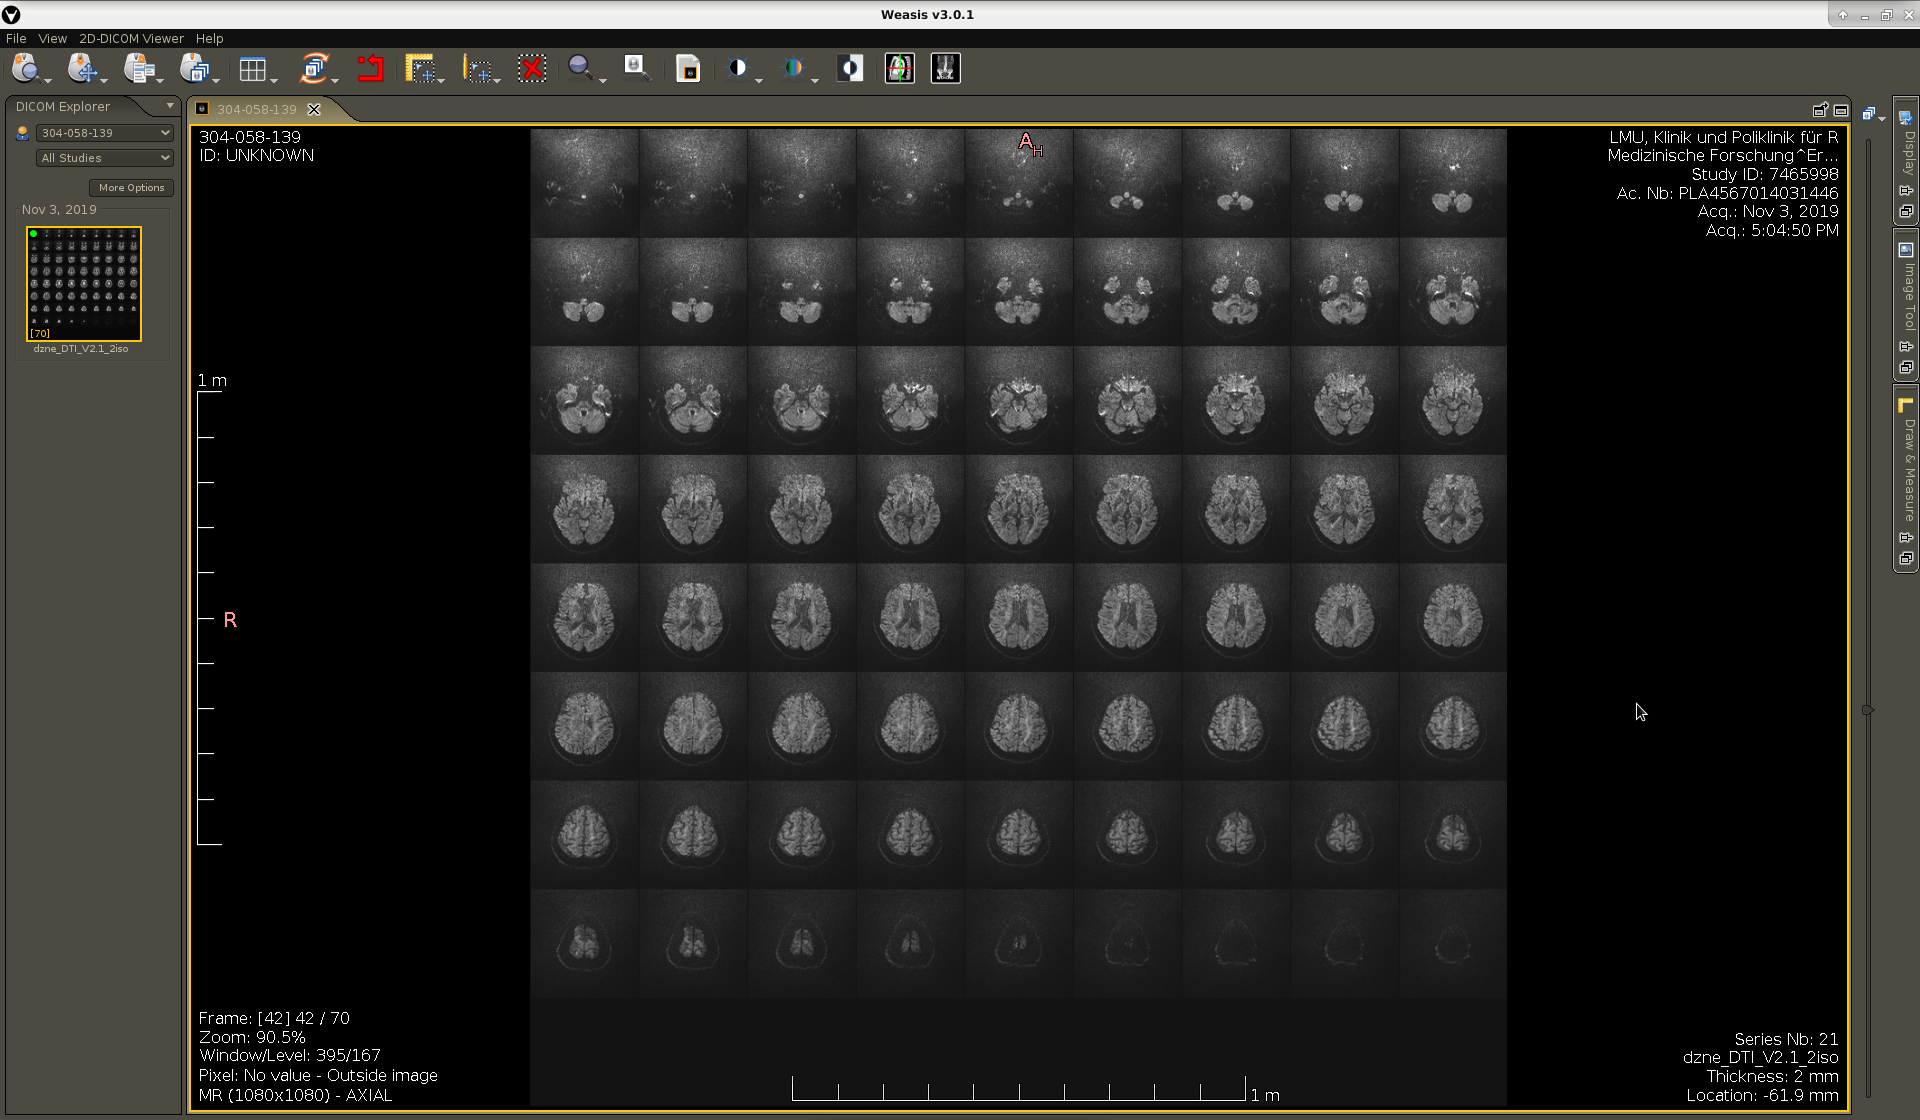 Weasis v3.0.1
File View 2D-DICOM Viewer Help
DICOM Explorer
304-058-139
All Studies
More Options
Nov 3, 2019
[70]
dzne_DTI_V2.1_2iso
304-058-139
304-058-139
ID: UNKNOWN
A
H
LMU, Klinik und Poliklinik für R
Medizinische Forschung^Er...
Study ID: 7465998
Ac. Nb: PLA4567014031446
Acq.: Nov 3, 2019
Acq.: 5:04:50 PM
1 m
R
Frame: [42] 42 / 70
Zoom: 90.5%
Window/Level: 395/167
Pixel: No value - Outside image
MR (1080x1080) - AXIAL
1 m
Series Nb: 21
dzne_DTI_V2.1_2iso
Thickness: 2 mm
Location: -61.9 mm
Display
Image Tool
Draw & Measure